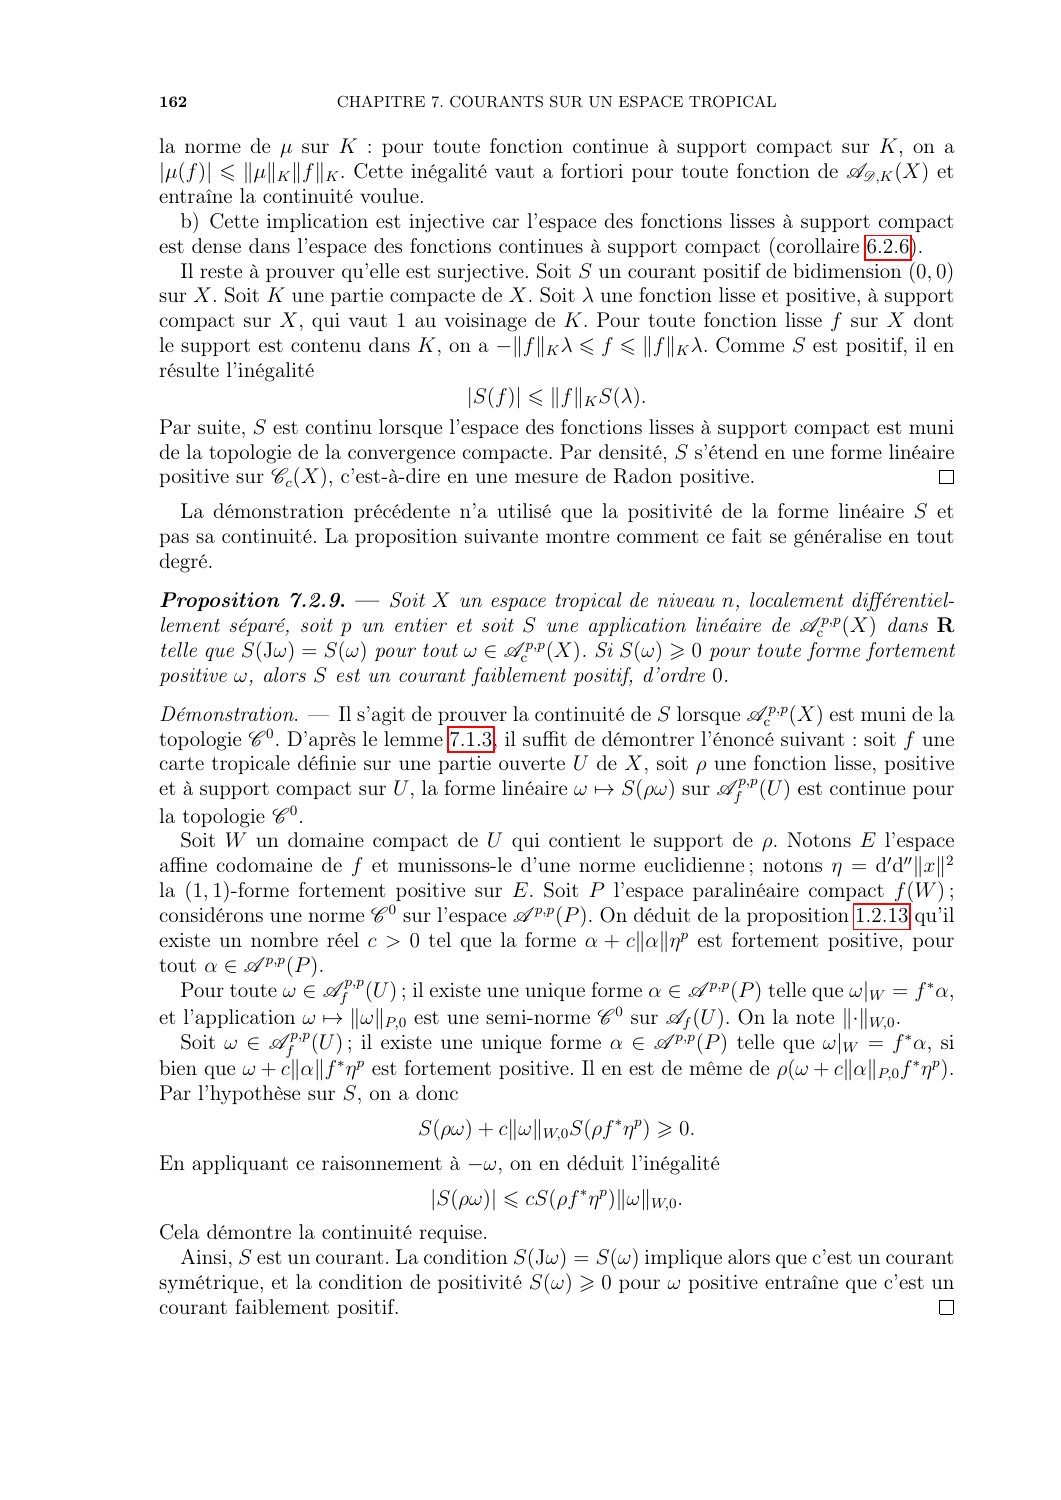 162 CHAPITRE 7. COURANTS SUR UN ESPACE TROPICAL
la norme de μ sur K : pour toute fonction continue à support compact sur K, on a
|μ(f)| ⩽ ‖μ‖_K‖f‖_K. Cette inégalité vaut a fortiori pour toute fonction de 𝒜_{𝒟,K}(X) et
entraîne la continuité voulue.
b) Cette implication est injective car l'espace des fonctions lisses à support compact
est dense dans l'espace des fonctions continues à support compact (corollaire 6.2.6).
Il reste à prouver qu'elle est surjective. Soit S un courant positif de bidimension (0, 0)
sur X. Soit K une partie compacte de X. Soit λ une fonction lisse et positive, à support
compact sur X, qui vaut 1 au voisinage de K. Pour toute fonction lisse f sur X dont
le support est contenu dans K, on a −‖f‖_Kλ ⩽ f ⩽ ‖f‖_Kλ. Comme S est positif, il en
résulte l'inégalité
|S(f)| ⩽ ‖f‖_K S(λ).
Par suite, S est continu lorsque l'espace des fonctions lisses à support compact est muni
de la topologie de la convergence compacte. Par densité, S s'étend en une forme linéaire
positive sur 𝒞_c(X), c'est-à-dire en une mesure de Radon positive. □
La démonstration précédente n'a utilisé que la positivité de la forme linéaire S et
pas sa continuité. La proposition suivante montre comment ce fait se généralise en tout
degré.
Proposition 7.2.9. — Soit X un espace tropical de niveau n, localement différentiel-
lement séparé, soit p un entier et soit S une application linéaire de 𝒜_c^{p,p}(X) dans R
telle que S(Jω) = S(ω) pour tout ω ∈ 𝒜_c^{p,p}(X). Si S(ω) ⩾ 0 pour toute forme fortement
positive ω, alors S est un courant faiblement positif, d'ordre 0.
Démonstration. — Il s'agit de prouver la continuité de S lorsque 𝒜_c^{p,p}(X) est muni de la
topologie 𝒞^0. D'après le lemme 7.1.3, il suffit de démontrer l'énoncé suivant : soit f une
carte tropicale définie sur une partie ouverte U de X, soit ρ une fonction lisse, positive
et à support compact sur U, la forme linéaire ω ↦ S(ρω) sur 𝒜_f^{p,p}(U) est continue pour
la topologie 𝒞^0.
Soit W un domaine compact de U qui contient le support de ρ. Notons E l'espace
affine codomaine de f et munissons-le d'une norme euclidienne ; notons η = d′d″‖x‖^2
la (1, 1)-forme fortement positive sur E. Soit P l'espace paralinéaire compact f(W) ;
considérons une norme 𝒞^0 sur l'espace 𝒜^{p,p}(P). On déduit de la proposition 1.2.13 qu'il
existe un nombre réel c > 0 tel que la forme α + c‖α‖η^p est fortement positive, pour
tout α ∈ 𝒜^{p,p}(P).
Pour toute ω ∈ 𝒜_f^{p,p}(U) ; il existe une unique forme α ∈ 𝒜^{p,p}(P) telle que ω|_W = f^*α,
et l'application ω ↦ ‖ω‖_{P,0} est une semi-norme 𝒞^0 sur 𝒜_f(U). On la note ‖·‖_{W,0}.
Soit ω ∈ 𝒜_f^{p,p}(U) ; il existe une unique forme α ∈ 𝒜^{p,p}(P) telle que ω|_W = f^*α, si
bien que ω + c‖α‖f^*η^p est fortement positive. Il en est de même de ρ(ω + c‖α‖_{P,0}f^*η^p).
Par l'hypothèse sur S, on a donc
S(ρω) + c‖ω‖_{W,0}S(ρf^*η^p) ⩾ 0.
En appliquant ce raisonnement à −ω, on en déduit l'inégalité
|S(ρω)| ⩽ cS(ρf^*η^p)‖ω‖_{W,0}.
Cela démontre la continuité requise.
Ainsi, S est un courant. La condition S(Jω) = S(ω) implique alors que c'est un courant
symétrique, et la condition de positivité S(ω) ⩾ 0 pour ω positive entraîne que c'est un
courant faiblement positif. □